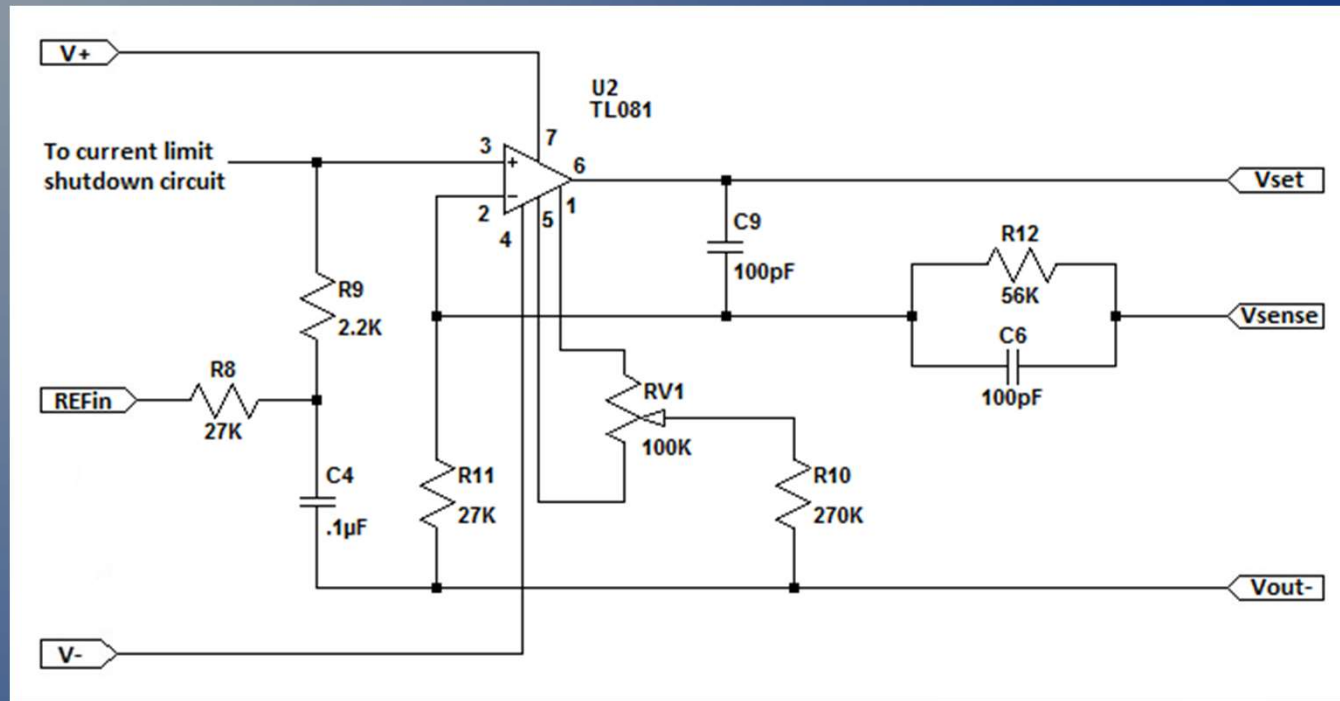 V+
U2
TL081
To current limit
shutdown circuit
3
7
6
+
-
2
4
5
1
Vset
C9
100pF
R12
56K
R9
2.2K
Vsense
C6
100pF
R8
REFin
27K
RV1
100K
C4
.1µF
R11
27K
R10
270K
Vout-
V-